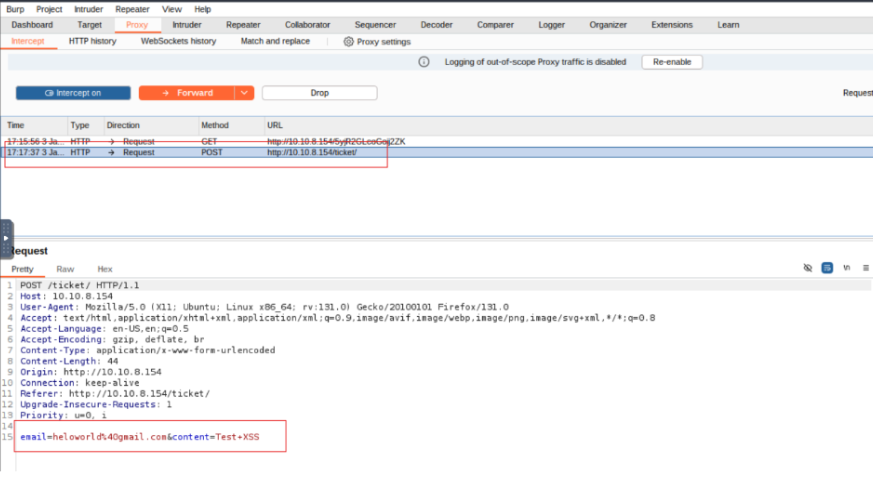 Burp Project Intruder Repeater View Help
Dashboard Target Proxy Intruder Repeater Collaborator Sequencer Decoder Comparer Logger Organizer Extensions Learn
Intercept HTTP history WebSockets history Match and replace Proxy settings
Logging of out-of-scope Proxy traffic is disabled Re-enable
Intercept on Forward Drop Request
Time Type Direction Method URL
17:15:56 3 Ja... HTTP → Request GET
17:17:37 3 Ja... HTTP → Request POST http://10.10.8.154/ticket/
Request
Pretty Raw Hex \n
1 POST /ticket/ HTTP/1.1
2 Host: 10.10.8.154
3 User-Agent: Mozilla/5.0 (X11; Ubuntu; Linux x86_64; rv:131.0) Gecko/20100101 Firefox/131.0
4 Accept: text/html,application/xhtml+xml,application/xml;q=0.9,image/avif,image/webp,image/png,image/svg+xml,*/*;q=0.8
5 Accept-Language: en-US,en;q=0.5
6 Accept-Encoding: gzip, deflate, br
7 Content-Type: application/x-www-form-urlencoded
8 Content-Length: 44
9 Origin: http://10.10.8.154
10 Connection: keep-alive
11 Referer: http://10.10.8.154/ticket/
12 Upgrade-Insecure-Requests: 1
13 Priority: u=0, i
14
15 email=heloworld%40gmail.com&content=Test+XSS